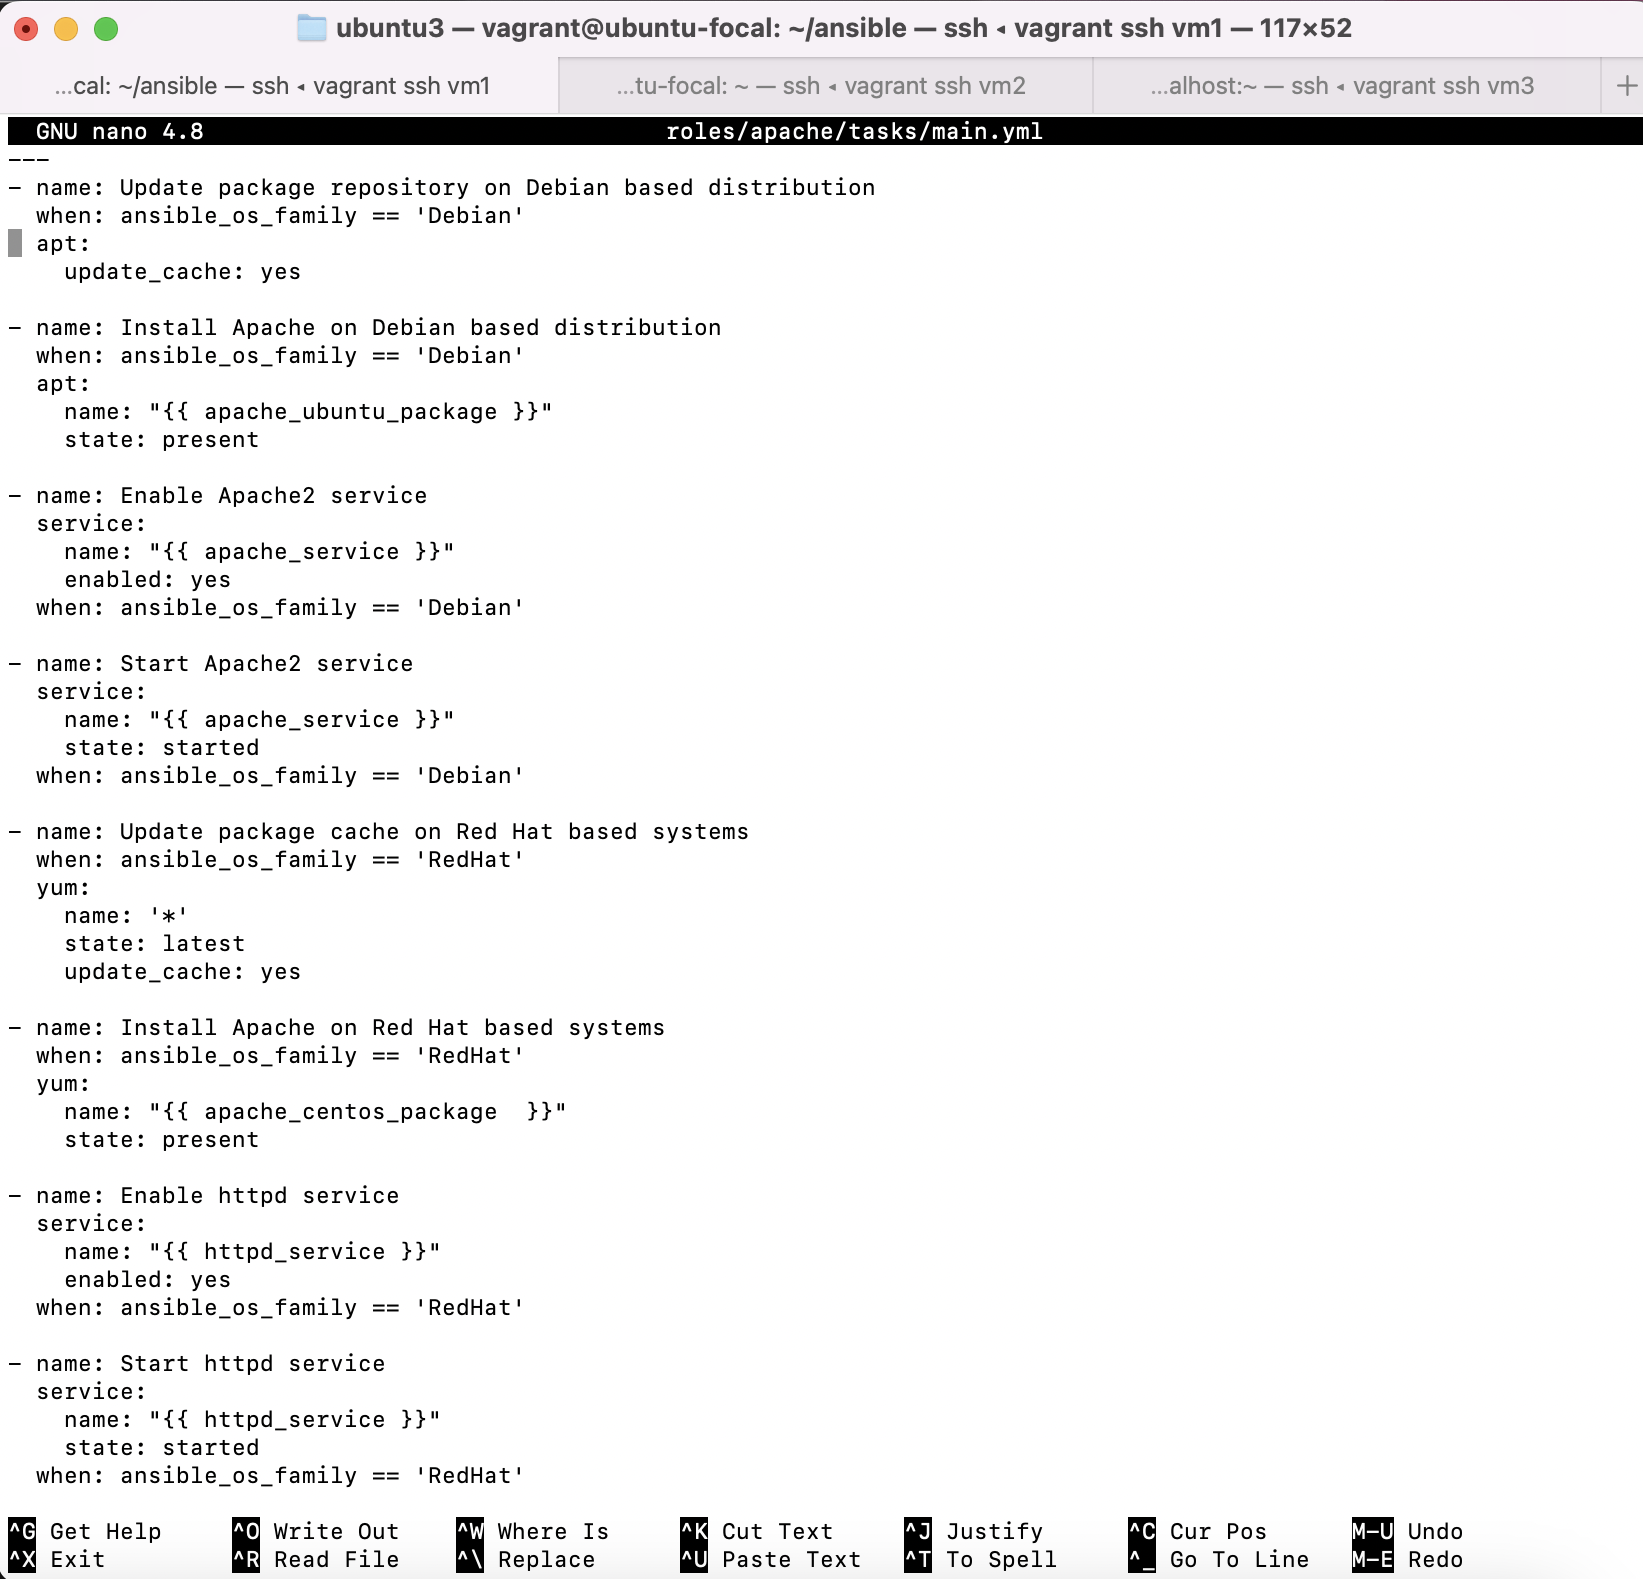 ubuntu3 — vagrant@ubuntu-focal: ~/ansible — ssh ◂ vagrant ssh vm1 — 117×52
...cal: ~/ansible — ssh ◂ vagrant ssh vm1 ...tu-focal: ~ — ssh ◂ vagrant ssh vm2 ...alhost:~ — ssh ◂ vagrant ssh vm3 +
GNU nano 4.8 roles/apache/tasks/main.yml
---
- name: Update package repository on Debian based distribution
  when: ansible_os_family == 'Debian'
  apt:
    update_cache: yes

- name: Install Apache on Debian based distribution
  when: ansible_os_family == 'Debian'
  apt:
    name: "{{ apache_ubuntu_package }}"
    state: present

- name: Enable Apache2 service
  service:
    name: "{{ apache_service }}"
    enabled: yes
  when: ansible_os_family == 'Debian'

- name: Start Apache2 service
  service:
    name: "{{ apache_service }}"
    state: started
  when: ansible_os_family == 'Debian'

- name: Update package cache on Red Hat based systems
  when: ansible_os_family == 'RedHat'
  yum:
    name: '*'
    state: latest
    update_cache: yes

- name: Install Apache on Red Hat based systems
  when: ansible_os_family == 'RedHat'
  yum:
    name: "{{ apache_centos_package  }}"
    state: present

- name: Enable httpd service
  service:
    name: "{{ httpd_service }}"
    enabled: yes
  when: ansible_os_family == 'RedHat'

- name: Start httpd service
  service:
    name: "{{ httpd_service }}"
    state: started
  when: ansible_os_family == 'RedHat'

^G Get Help ^O Write Out ^W Where Is ^K Cut Text ^J Justify ^C Cur Pos M-U Undo
^X Exit ^R Read File ^\ Replace ^U Paste Text ^T To Spell ^_ Go To Line M-E Redo